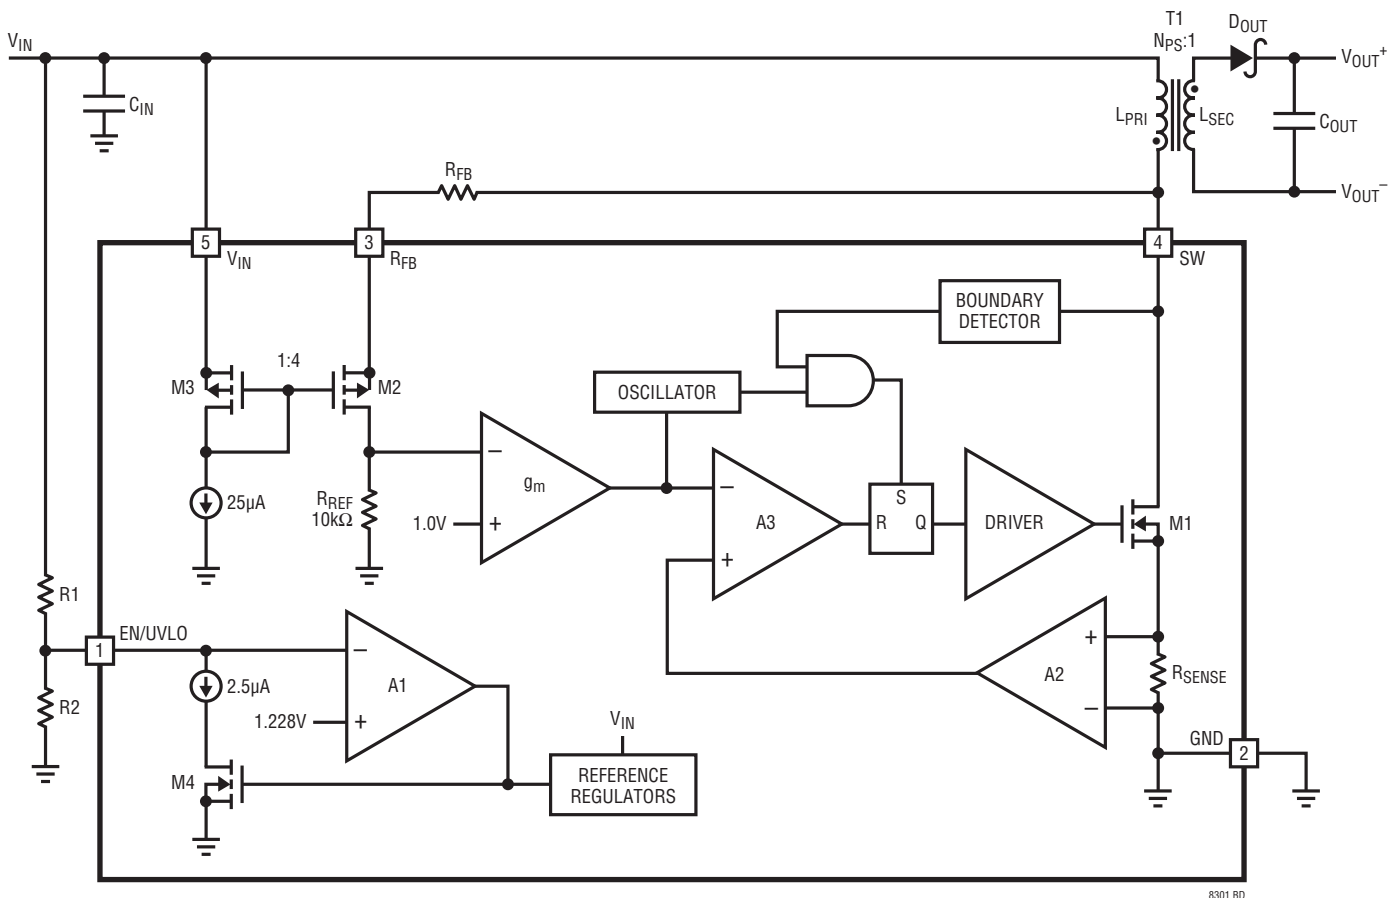 T1
N_PS:1
D_OUT
V_IN
V_OUT+
C_IN
L_PRI
L_SEC
C_OUT
R_FB
V_OUT–
5
V_IN
3
R_FB
4
SW
BOUNDARY
DETECTOR
1:4
M3
M2
OSCILLATOR
–
g_m
–
S
25µA
R_REF
10kΩ
1.0V
+
A3
R
Q
DRIVER
M1
+
R1
EN/UVLO
1
–
+
2.5µA
A1
A2
R_SENSE
R2
1.228V
+
–
V_IN
GND
2
M4
REFERENCE
REGULATORS
8301 BD